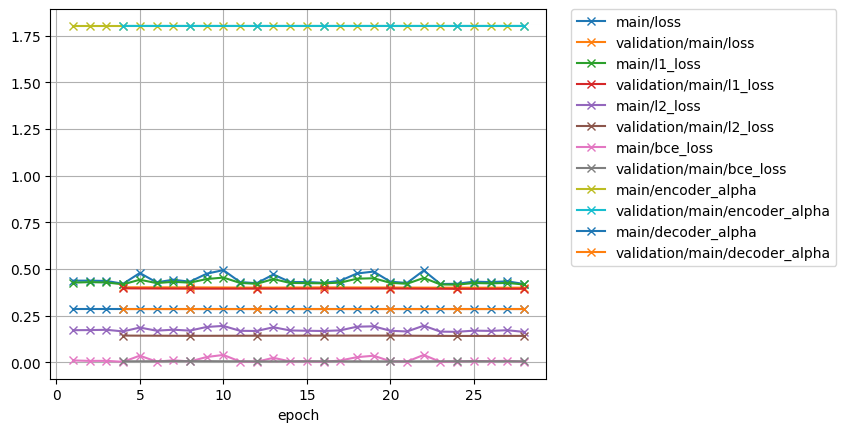 1.75
1.50
1.25
1.00
0.75
0.50
0.25
0.00
0 5 10 15 20 25
epoch
main/loss
validation/main/loss
main/l1_loss
validation/main/l1_loss
main/l2_loss
validation/main/l2_loss
main/bce_loss
validation/main/bce_loss
main/encoder_alpha
validation/main/encoder_alpha
main/decoder_alpha
validation/main/decoder_alpha